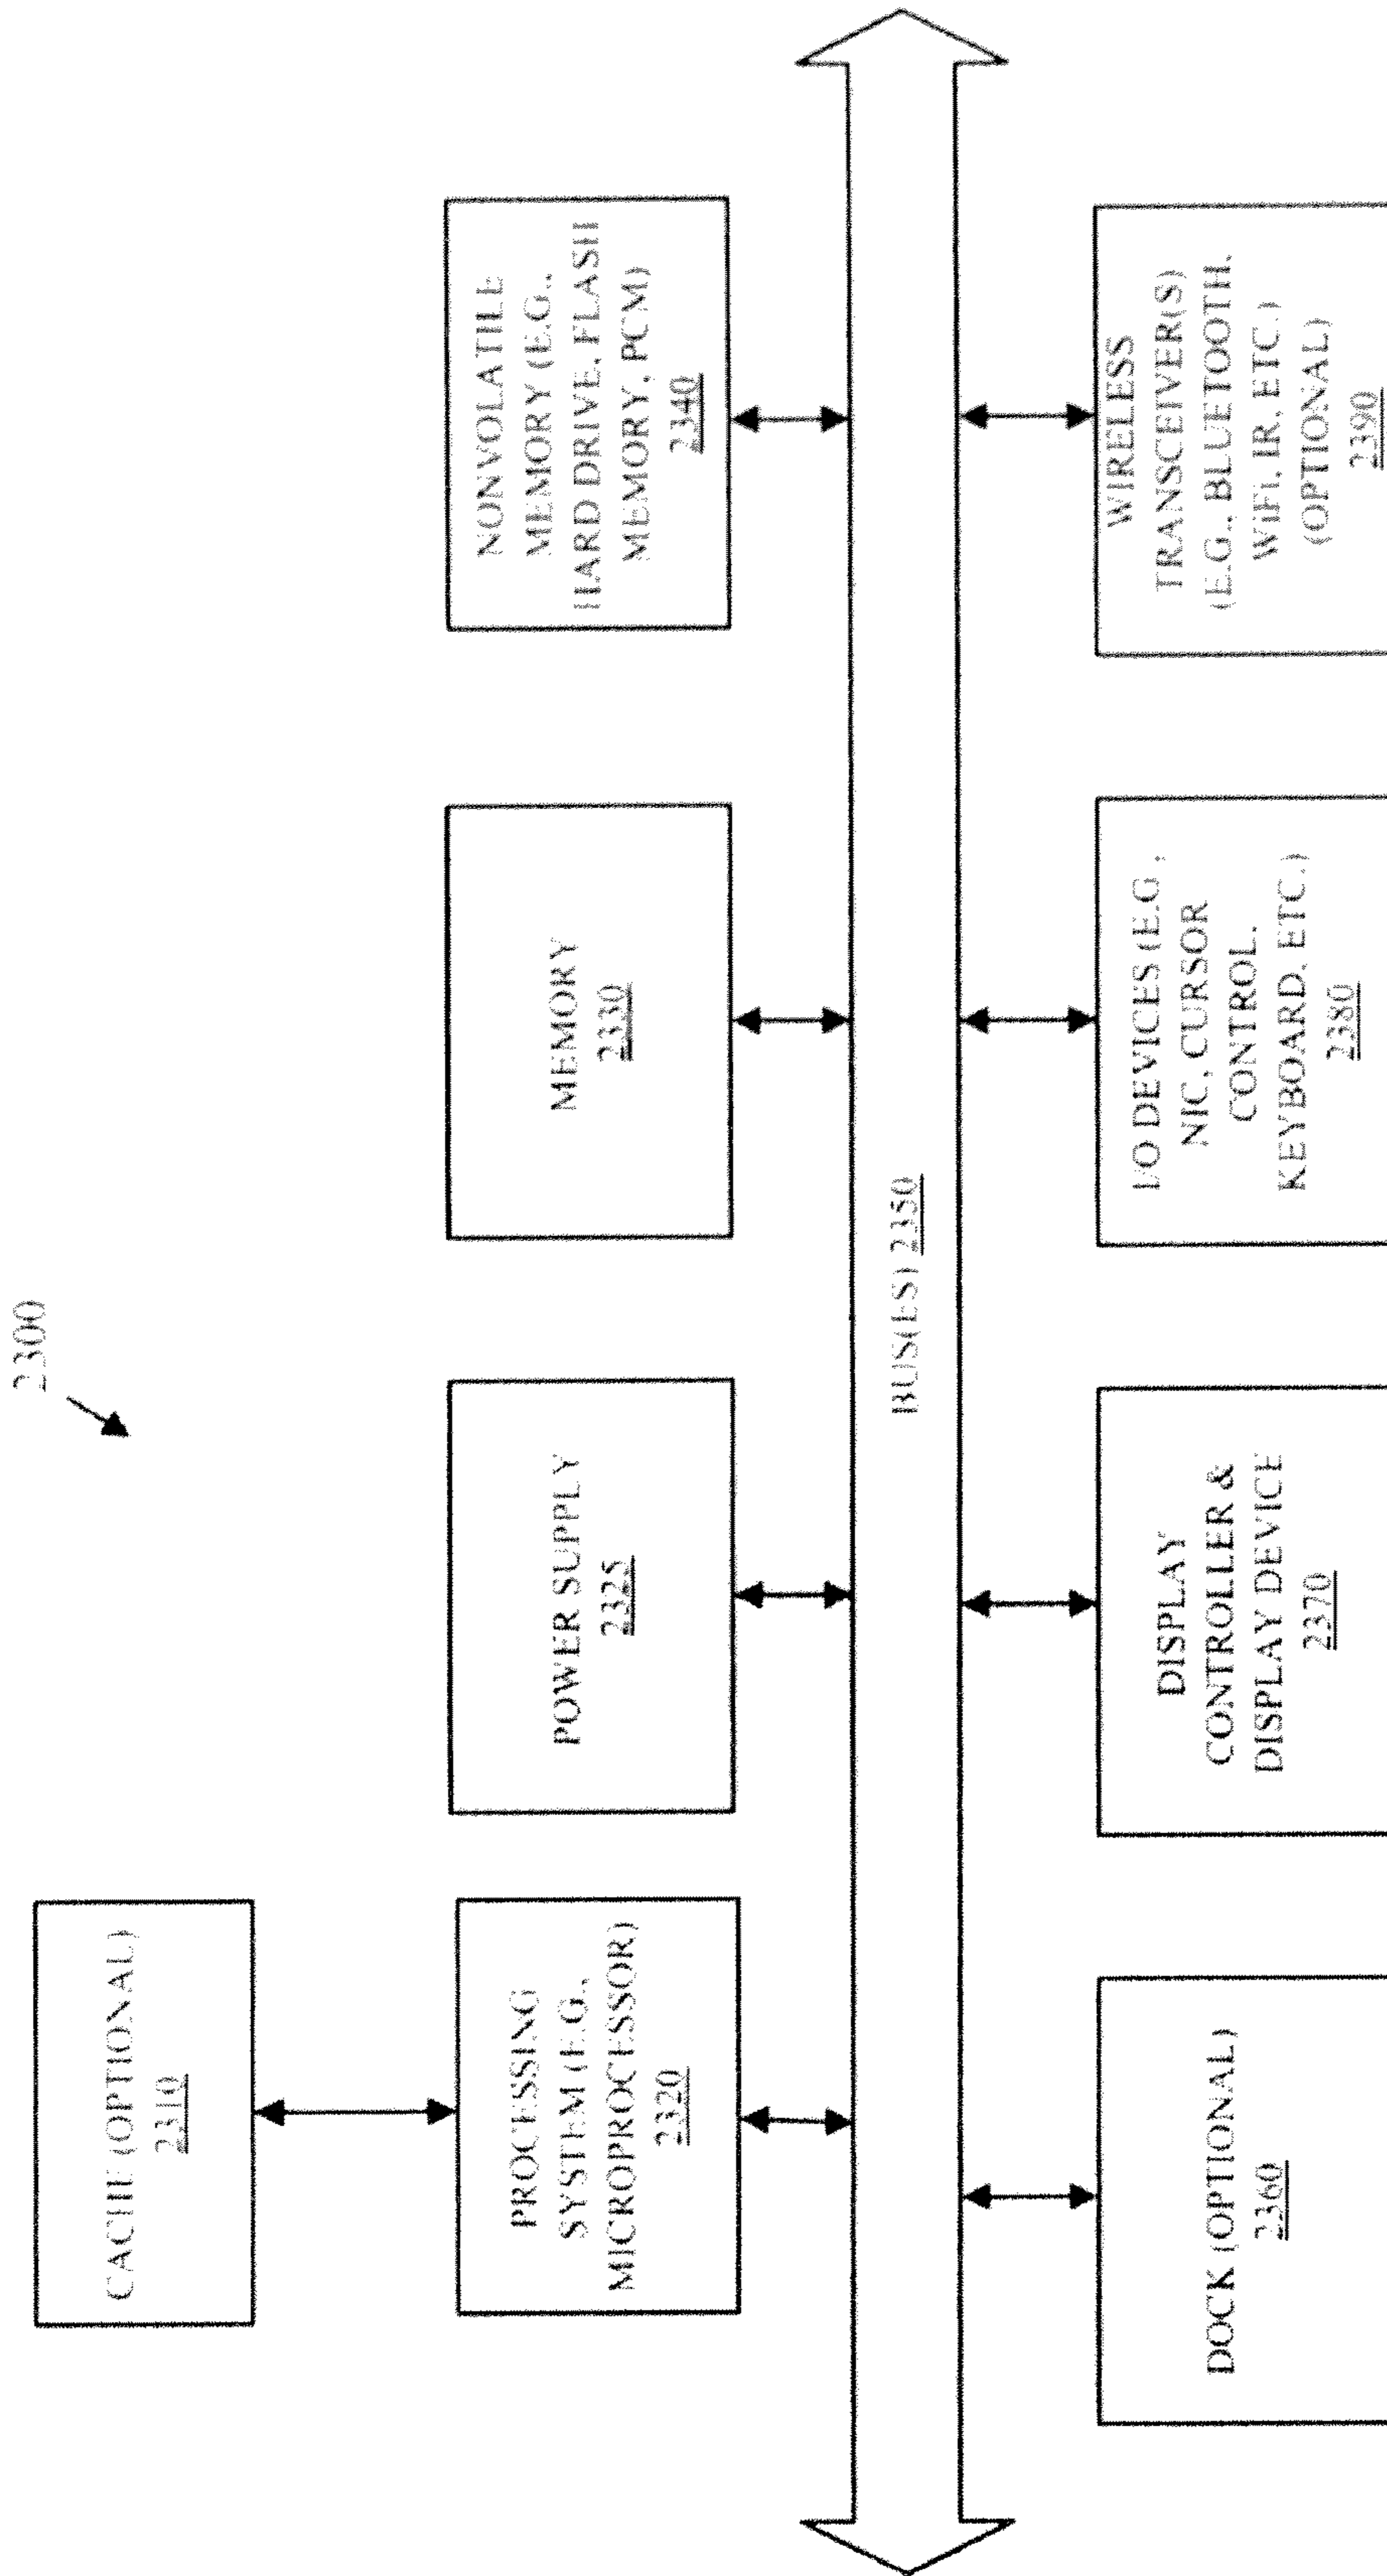 2300
CACHE (OPTIONAL)
2310
PROCESSING
SYSTEM (E.G.,
MICROPROCESSOR)
2320
POWER SUPPLY
2325
MEMORY
2330
NONVOLATILE
MEMORY (E.G.,
HARD DRIVE, FLASH
MEMORY, PCM)
2340
BUS(ES) 2350
DOCK (OPTIONAL)
2360
DISPLAY
CONTROLLER &
DISPLAY DEVICE
2370
I/O DEVICES (E.G.,
NIC, CURSOR
CONTROL,
KEYBOARD, ETC.)
2380
WIRELESS
TRANSCEIVER(S)
(E.G., BLUETOOTH,
WiFi, IR, ETC.)
(OPTIONAL)
2390